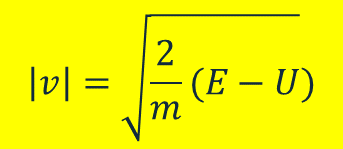 |v| = √(2/m (E − U))